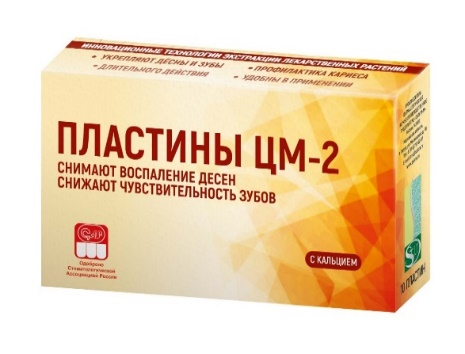 ИННОВАЦИОННЫЕ ТЕХНОЛОГИИ ЭКСТРАКЦИИ ЛЕКАРСТВЕННЫХ РАСТЕНИЙ
• УКРЕПЛЯЮТ ДЁСНЫ И ЗУБЫ
• ПРОФИЛАКТИКА КАРИЕСА
• ДЛИТЕЛЬНОГО ДЕЙСТВИЯ
• УДОБНЫ В ПРИМЕНЕНИИ
ПЛАСТИНЫ ЦМ-2
СНИМАЮТ ВОСПАЛЕНИЕ ДЕСЕН
СНИЖАЮТ ЧУВСТВИТЕЛЬНОСТЬ ЗУБОВ
Одобрено
Стоматологической
Ассоциацией России
С КАЛЬЦИЕМ
10 ПЛАСТИН